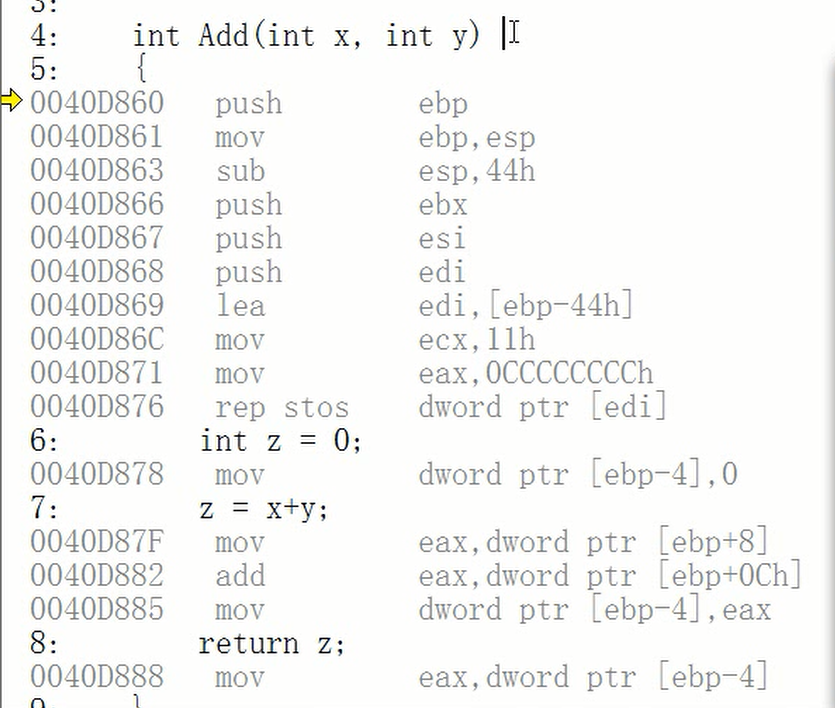 3:
4:    int Add(int x, int y)
5:    {
0040D860   push        ebp
0040D861   mov         ebp,esp
0040D863   sub         esp,44h
0040D866   push        ebx
0040D867   push        esi
0040D868   push        edi
0040D869   lea         edi,[ebp-44h]
0040D86C   mov         ecx,11h
0040D871   mov         eax,0CCCCCCCCh
0040D876   rep stos    dword ptr [edi]
6:        int z = 0;
0040D878   mov         dword ptr [ebp-4],0
7:        z = x+y;
0040D87F   mov         eax,dword ptr [ebp+8]
0040D882   add         eax,dword ptr [ebp+0Ch]
0040D885   mov         dword ptr [ebp-4],eax
8:        return z;
0040D888   mov         eax,dword ptr [ebp-4]
9:    }